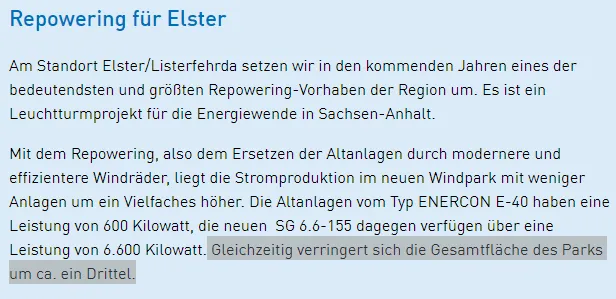 Repowering für Elster
Am Standort Elster/Listerfehrda setzen wir in den kommenden Jahren eines der
bedeutendsten und größten Repowering-Vorhaben der Region um. Es ist ein
Leuchtturmprojekt für die Energiewende in Sachsen-Anhalt.
Mit dem Repowering, also dem Ersetzen der Altanlagen durch modernere und
effizientere Windräder, liegt die Stromproduktion im neuen Windpark mit weniger
Anlagen um ein Vielfaches höher. Die Altanlagen vom Typ ENERCON E-40 haben eine
Leistung von 600 Kilowatt, die neuen  SG 6.6-155 dagegen verfügen über eine
Leistung von 6.600 Kilowatt. Gleichzeitig verringert sich die Gesamtfläche des Parks
um ca. ein Drittel.